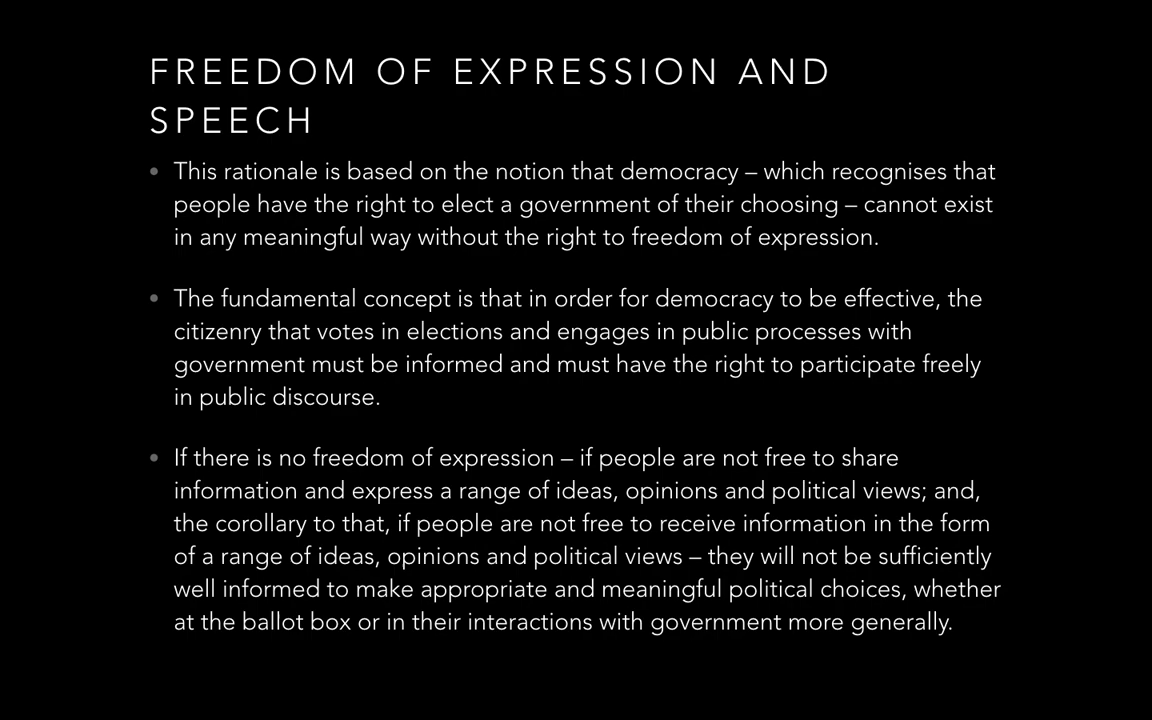 FREEDOM OF EXPRESSION AND
SPEECH
• This rationale is based on the notion that democracy – which recognises that
people have the right to elect a government of their choosing – cannot exist
in any meaningful way without the right to freedom of expression.
• The fundamental concept is that in order for democracy to be effective, the
citizenry that votes in elections and engages in public processes with
government must be informed and must have the right to participate freely
in public discourse.
• If there is no freedom of expression – if people are not free to share
information and express a range of ideas, opinions and political views; and,
the corollary to that, if people are not free to receive information in the form
of a range of ideas, opinions and political views – they will not be sufficiently
well informed to make appropriate and meaningful political choices, whether
at the ballot box or in their interactions with government more generally.